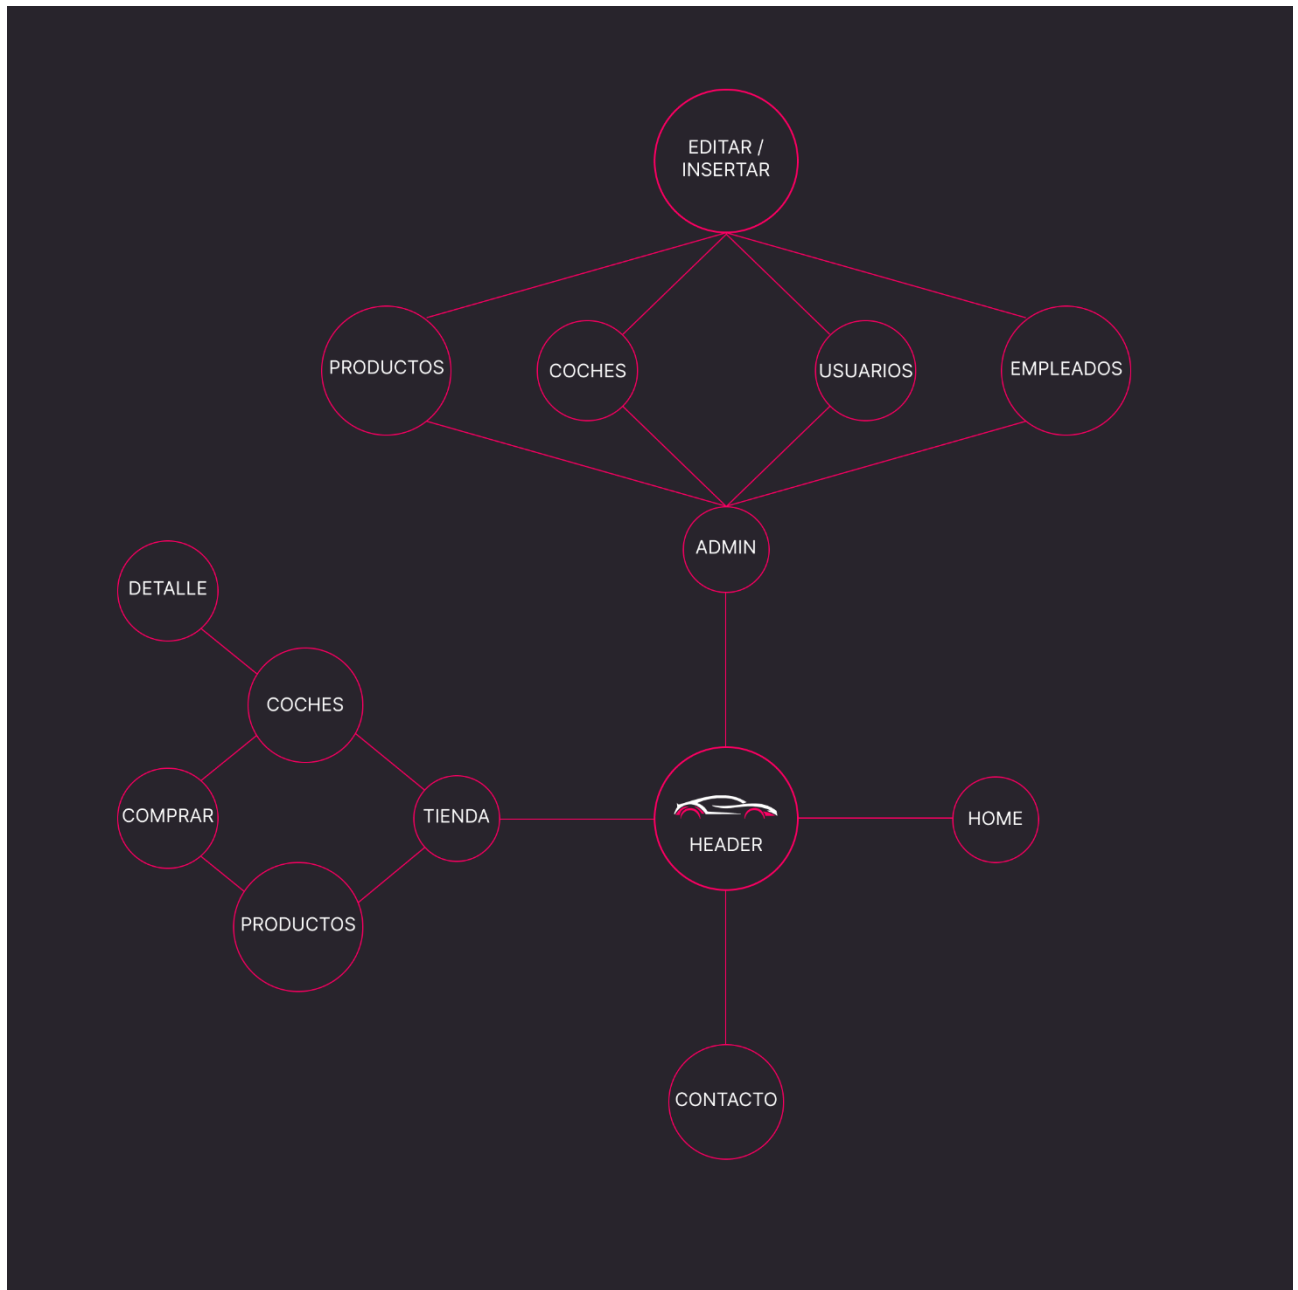 EDITAR /
INSERTAR
PRODUCTOS
COCHES
USUARIOS
EMPLEADOS
ADMIN
DETALLE
COCHES
COMPRAR
TIENDA
HEADER
HOME
PRODUCTOS
CONTACTO